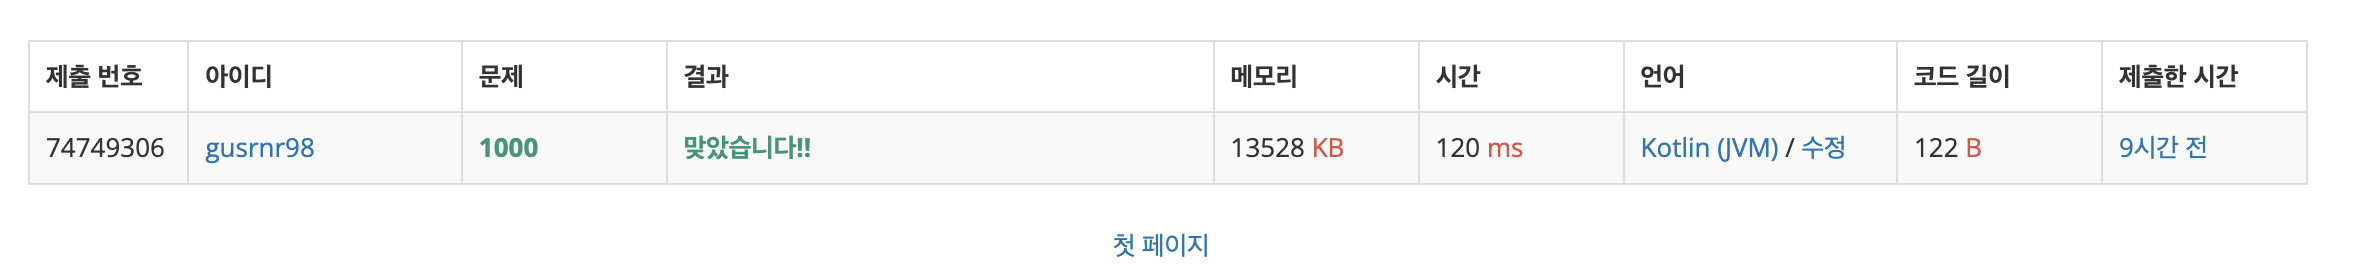 제출 번호 아이디 문제 결과 메모리 시간 언어 코드 길이 제출한 시간
74749306 gusrnr98 1000 맞았습니다!! 13528 KB 120 ms Kotlin (JVM) / 수정 122 B 9시간 전
첫 페이지